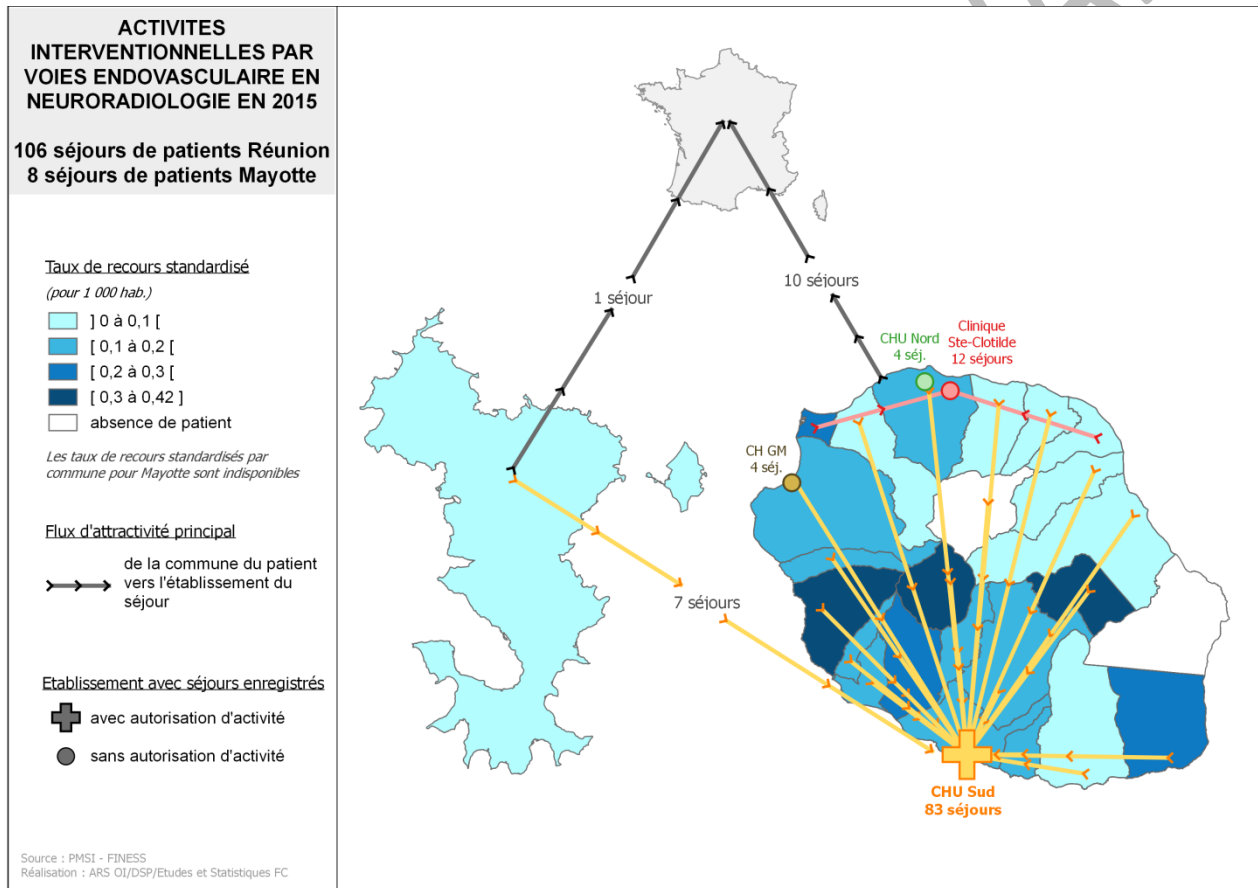 ACTIVITES
INTERVENTIONNELLES PAR
VOIES ENDOVASCULAIRE EN
NEURORADIOLOGIE EN 2015
106 séjours de patients Réunion
8 séjours de patients Mayotte
Taux de recours standardisé
(pour 1 000 hab.)
] 0 à 0,1 [
[ 0,1 à 0,2 [
[ 0,2 à 0,3 [
[ 0,3 à 0,42 ]
absence de patient
Les taux de recours standardisés par
commune pour Mayotte sont indisponibles
Flux d'attractivité principal
de la commune du patient
vers l'établissement du
séjour
Etablissement avec séjours enregistrés
avec autorisation d'activité
sans autorisation d'activité
Source : PMSI - FINESS
Réalisation : ARS OI/DSP/Etudes et Statistiques FC
1 séjour
10 séjours
CHU Nord
4 séj.
Clinique
Ste-Clotilde
12 séjours
CH GM
4 séj.
7 séjours
CHU Sud
83 séjours